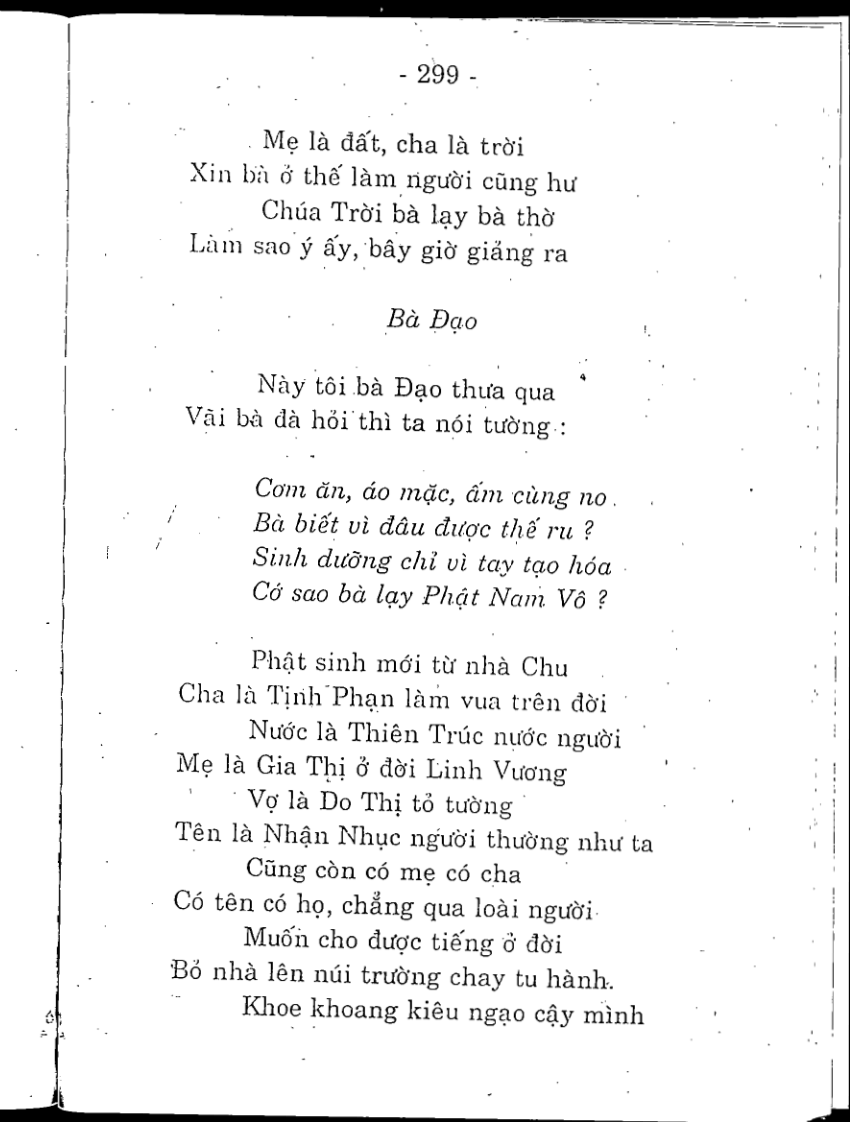 - 299 -
Mẹ là đất, cha là trời
Xin bà ở thế làm người cũng hư
Chúa Trời bà lạy bà thờ
Làm sao ý ấy, bây giờ giảng ra
Bà Đạo
Này tôi bà Đạo thưa qua
Vãi bà đà hỏi thì ta nói tường :
Cơm ăn, áo mặc, ấm cùng no
Bà biết vì đâu được thế ru ?
Sinh dưỡng chỉ vì tay tạo hóa
Cớ sao bà lạy Phật Nam Vô ?
Phật sinh mới từ nhà Chu
Cha là Tịnh Phạn làm vua trên đời
Nước là Thiên Trúc nước người
Mẹ là Gia Thị ở đời Linh Vương
Vợ là Do Thị tỏ tường
Tên là Nhận Nhục người thường như ta
Cũng còn có mẹ có cha
Có tên có họ, chẳng qua loài người
Muốn cho được tiếng ở đời
Bỏ nhà lên núi trường chay tu hành.
Khoe khoang kiêu ngạo cậy mình